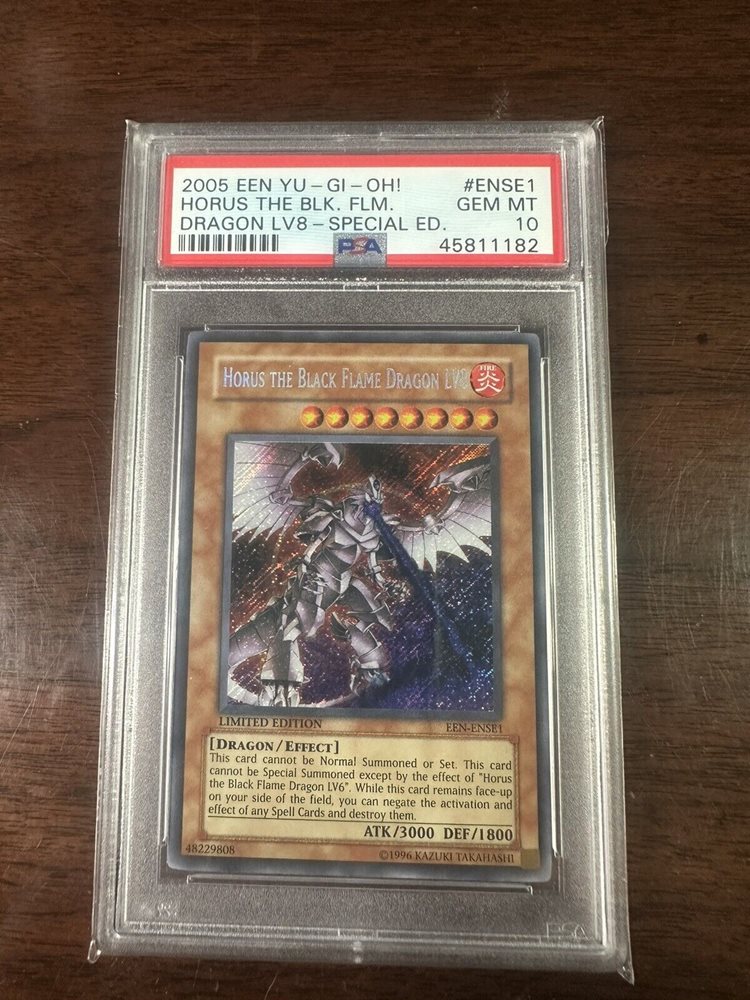 2005 EEN YU-GI-OH! #ENSE1
HORUS THE BLK. FLM. GEM MT
DRAGON LV8-SPECIAL ED. 10
PSA 45811182
HORUS THE BLACK FLAME DRAGON LV8
FIRE
炎
LIMITED EDITION EEN-ENSE1
[DRAGON/EFFECT]
This card cannot be Normal Summoned or Set. This card
cannot be Special Summoned except by the effect of "Horus
the Black Flame Dragon LV6". While this card remains face-up
on your side of the field, you can negate the activation and
effect of any Spell Cards and destroy them.
ATK/3000 DEF/1800
48229808 ©1996 KAZUKI TAKAHASHI
PSA